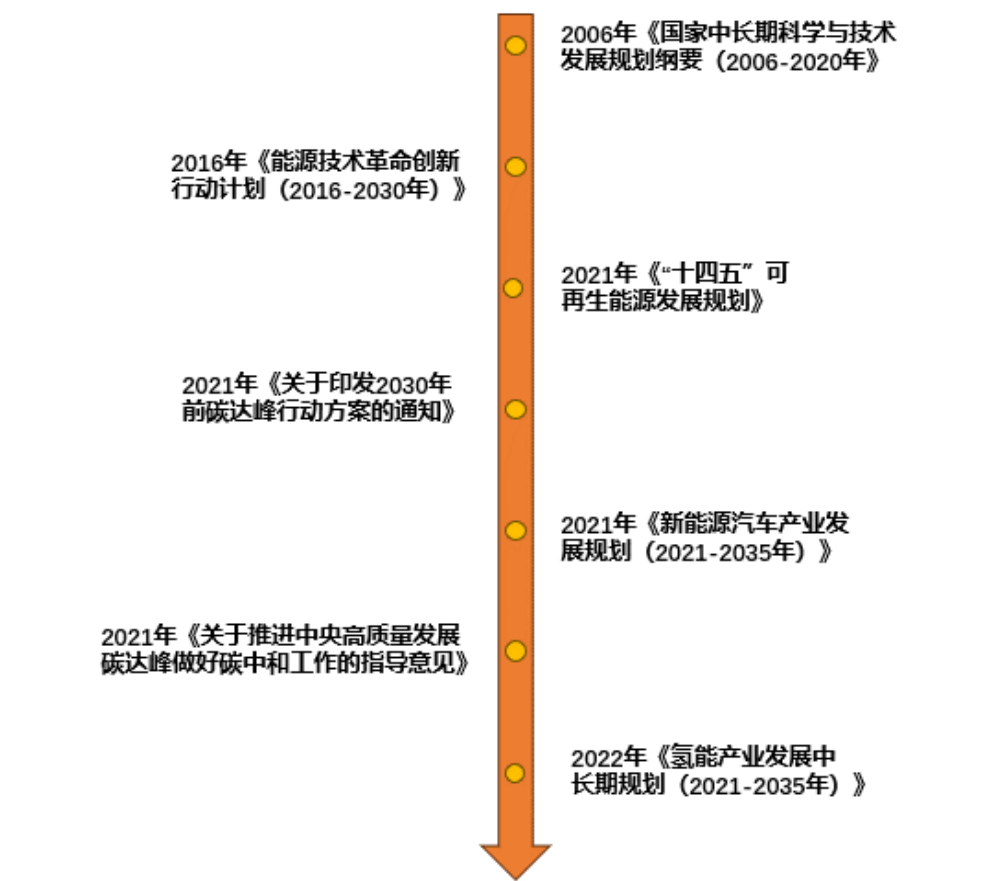 2006年《国家中长期科学与技术
发展规划纲要（2006-2020年》
2016年《能源技术革命创新
行动计划（2016-2030年）》
2021年《“十四五”可
再生能源发展规划》
2021年《关于印发2030年
前碳达峰行动方案的通知》
2021年《新能源汽车产业发
展规划（2021-2035年）》
2021年《关于推进中央高质量发展
碳达峰做好碳中和工作的指导意见》
2022年《氢能产业发展中
长期规划（2021-2035年）》